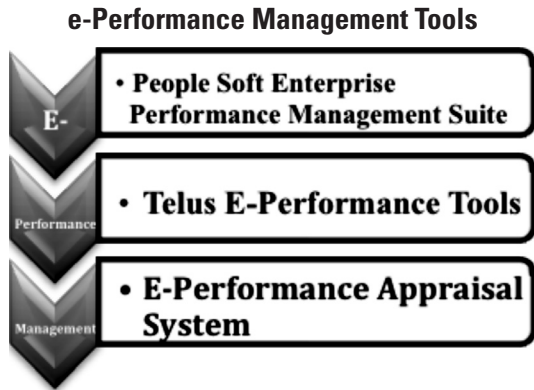 e-Performance Management Tools
E-
• People Soft Enterprise
Performance Management Suite
Performance
• Telus E-Performance Tools
Management
• E-Performance Appraisal
System